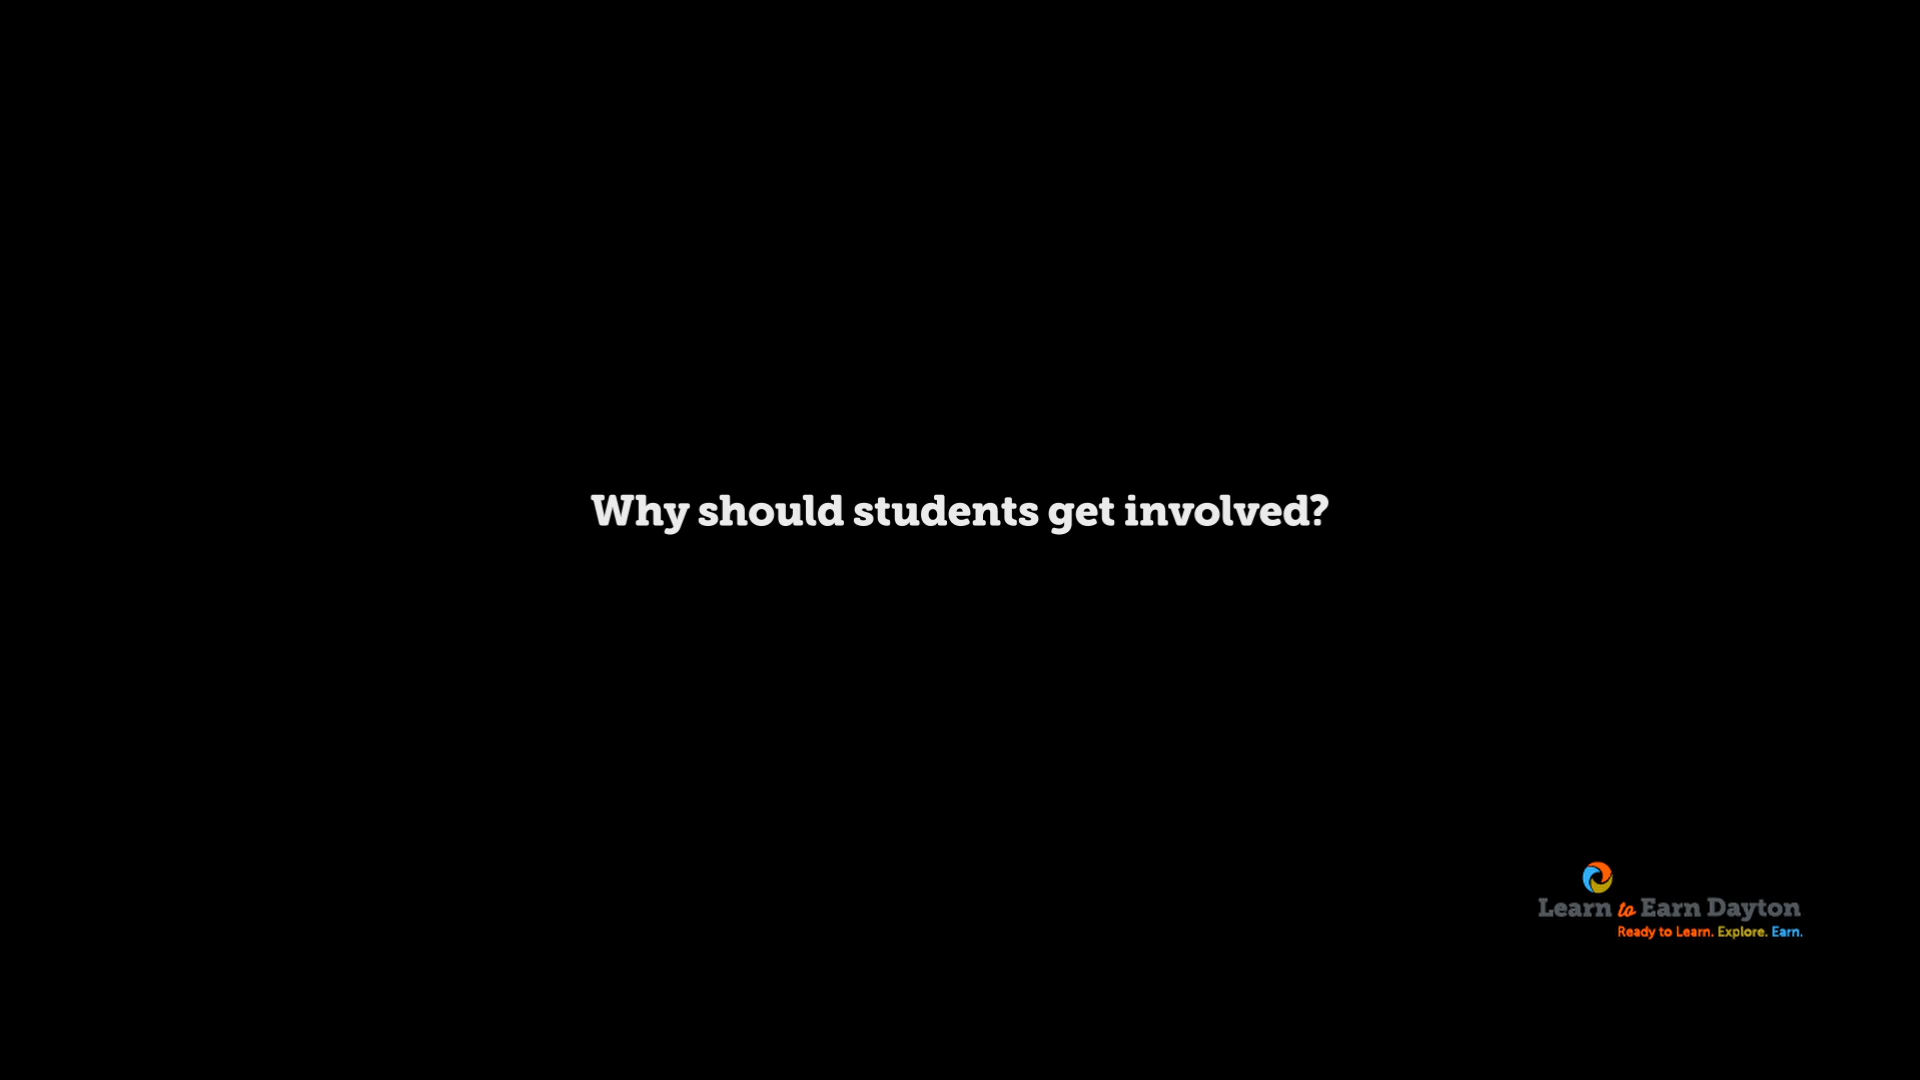 Why should students get involved?
Learn to Earn Dayton
Ready to Learn. Explore. Earn.